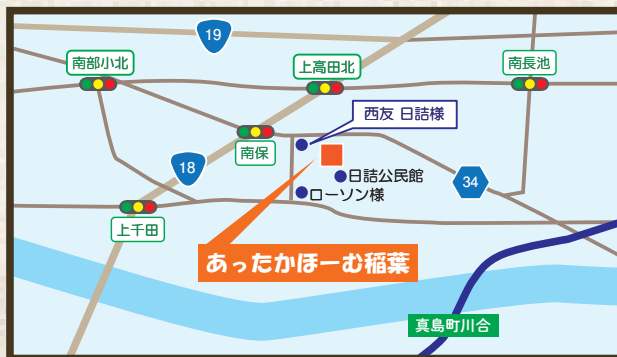 19
南部小北
上高田北
南長池
西友 日詰様
南保
18
日詰公民館
34
ローソン様
上千田
あったかほーむ稲葉
真島町川合